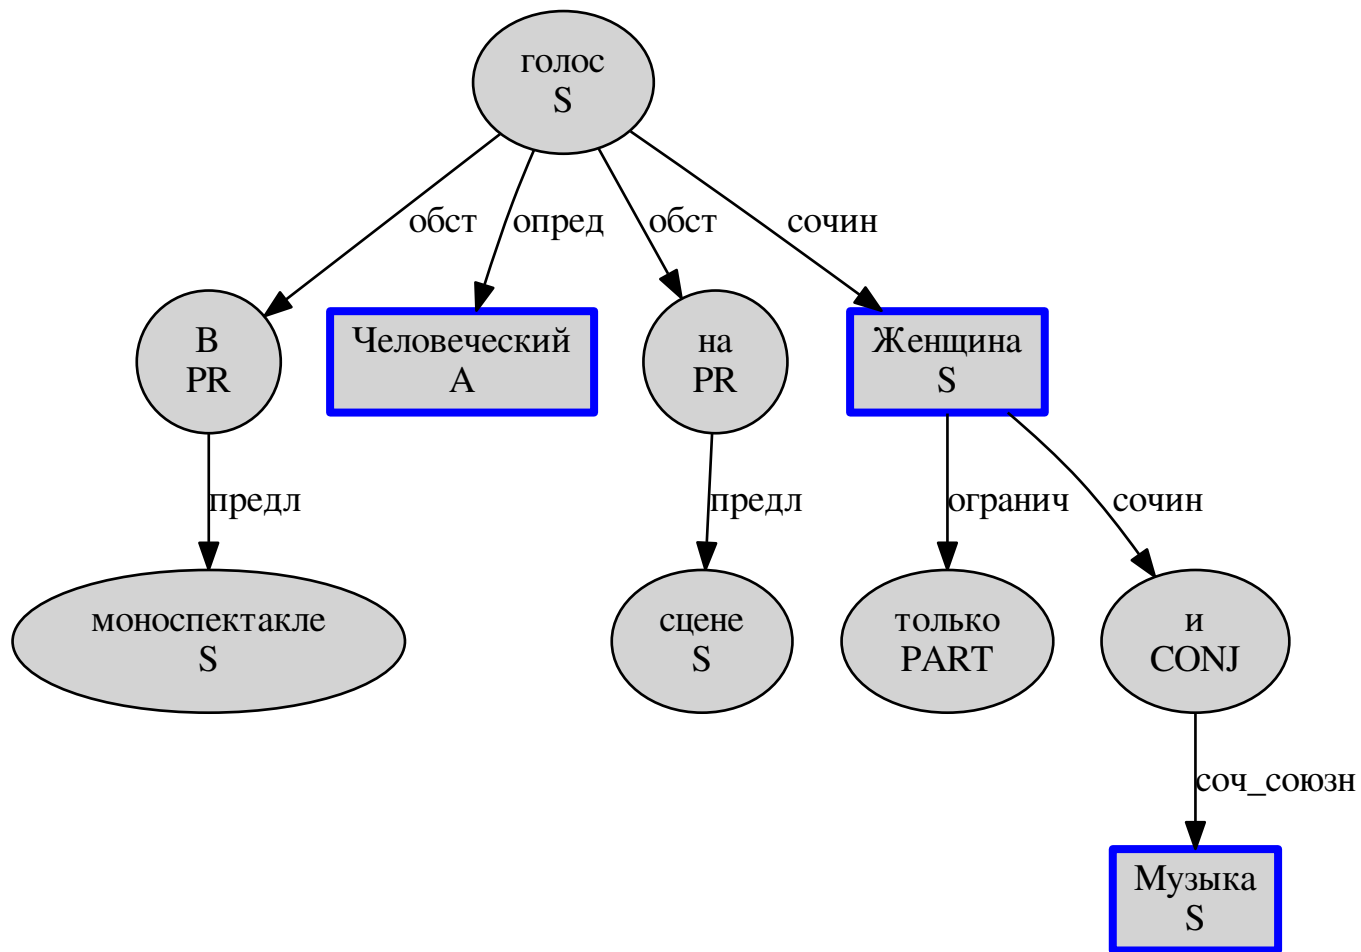 голос
S
обст
опред
обст
сочин
В
PR
Человеческий
A
на
PR
Женщина
S
предл
предл
огранич
сочин
моноспектакле
S
сцене
S
только
PART
и
CONJ
соч_союзн
Музыка
S